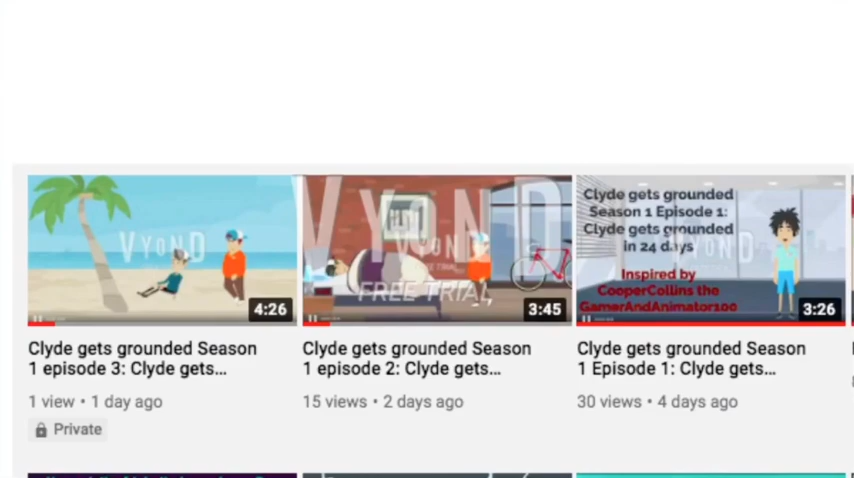 VYOND
4:26
VYOND
VYOND
FREE TRIAL
FREE TRIAL
3:45
Clyde gets grounded
Season 1 Episode 1:
Clyde gets grounded
in 24 days
VYOND
Inspired by
CooperCollins the
GamerAndAnimator100
3:26
Clyde gets grounded Season
1 episode 3: Clyde gets...
1 view • 1 day ago
Private
Clyde gets grounded Season
1 episode 2: Clyde gets...
15 views • 2 days ago
Clyde gets grounded Season
1 Episode 1: Clyde gets...
30 views • 4 days ago